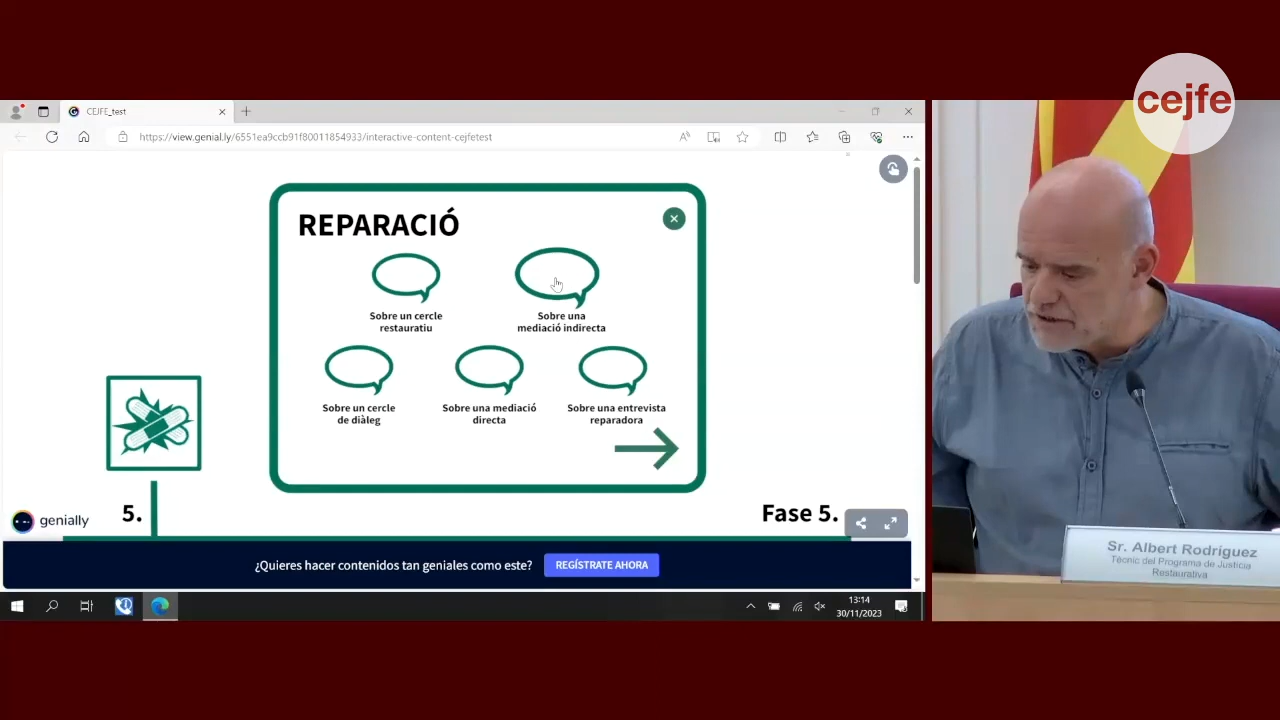 cejfe
CEJFE_test
https://view.genial.ly/6551ea9ccb91f80011854933/interactive-content-cejfetest
REPARACIÓ
Sobre un cercle
restauratiu
Sobre una
mediació indirecta
Sobre un cercle
de diàleg
Sobre una mediació
directa
Sobre una entrevista
reparadora
5.
Fase 5.
genially
¿Quieres hacer contenidos tan geniales como este?
REGÍSTRATE AHORA
13:14
30/11/2023
Sr. Albert Rodríguez
Tècnic del Programa de Justícia
Restaurativa